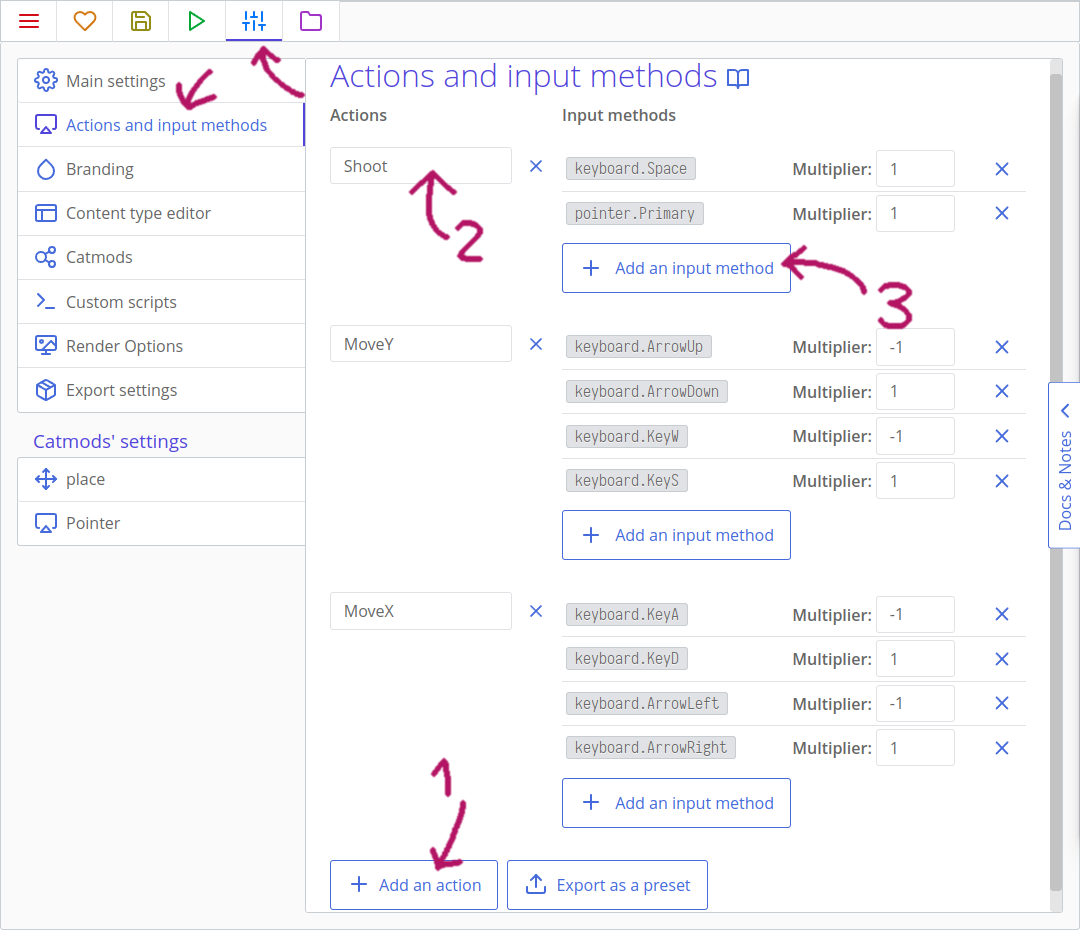 Main settings
Actions and input methods
Branding
Content type editor
Catmods
Custom scripts
Render Options
Export settings
Catmods' settings
place
Pointer
Actions and input methods
Actions Input methods
Shoot keyboard.Space Multiplier: 1
pointer.Primary Multiplier: 1
2
Add an input method
3
MoveY keyboard.ArrowUp Multiplier: -1
keyboard.ArrowDown Multiplier: 1
keyboard.KeyW Multiplier: -1
keyboard.KeyS Multiplier: 1
Add an input method
MoveX keyboard.KeyA Multiplier: -1
keyboard.KeyD Multiplier: 1
keyboard.ArrowLeft Multiplier: -1
keyboard.ArrowRight Multiplier: 1
1
Add an input method
Add an action Export as a preset
Docs & Notes